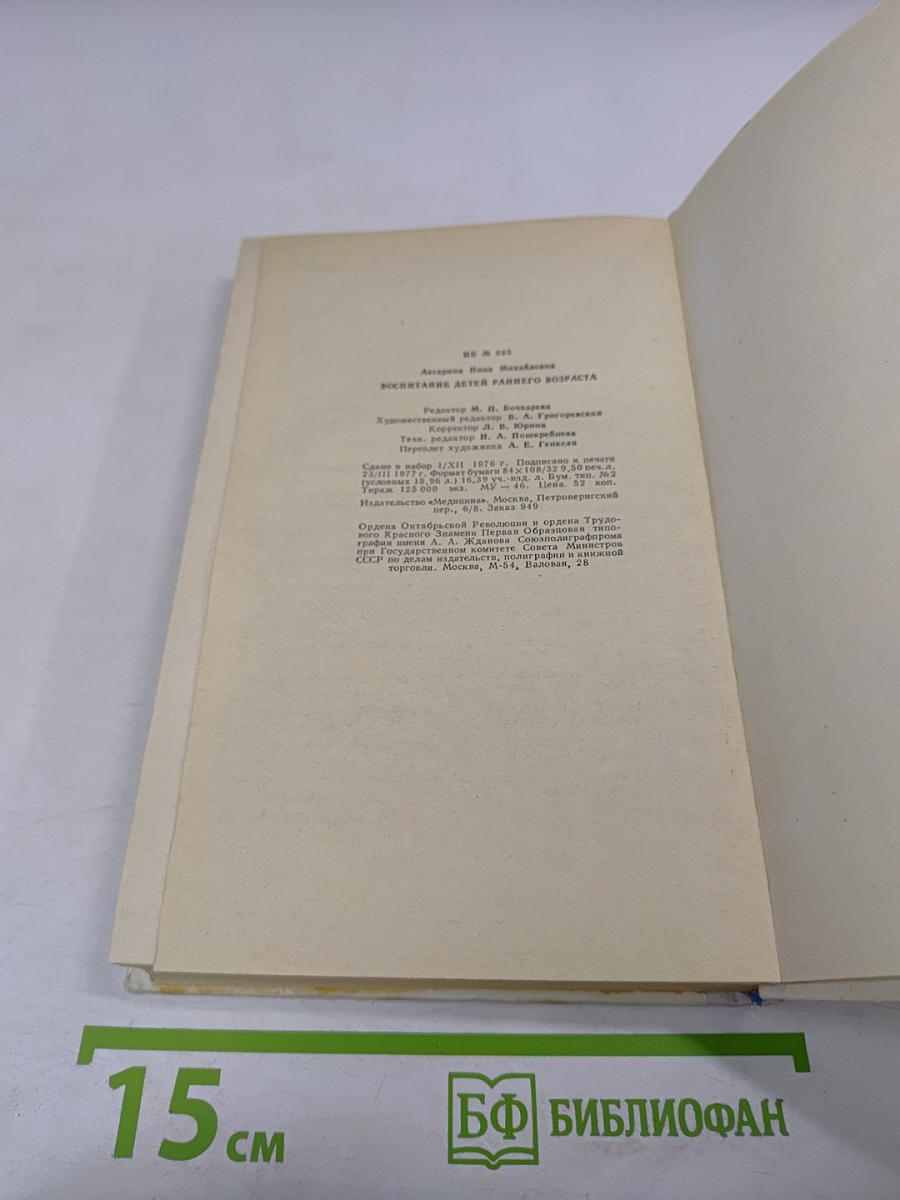 ИБ № 885
Аксарина Нина Михайловна
ВОСПИТАНИЕ ДЕТЕЙ РАННЕГО ВОЗРАСТА
Редактор М. П. Бочкарева
Художественный редактор В. А. Григоревская
Корректор Л. В. Юрина
Техн. редактор Н. А. Пошкребнева
Переплет художника А. Е. Генкеля
Сдано в набор 1/XII 1976 г. Подписано к печати
23/III 1977 г. Формат бумаги 84×108/32 9,50 печ. л.
(условных 15,96 л.) 16,39 уч.-изд. л. Бум. тип. №2
Тираж 125 000 экз. МУ — 46. Цена 52 коп.
Издательство «Медицина». Москва, Петроверигский
пер., 6/8. Заказ 949
Ордена Октябрьской Революции и ордена Трудо-
вого Красного Знамени Первая Образцовая типо-
графия имени А. А. Жданова Союзполиграфпрома
при Государственном комитете Совета Министров
СССР по делам издательств, полиграфии и книжной
торговли. Москва, М-54, Валовая, 28
15 см
БФ БИБЛИОФАН